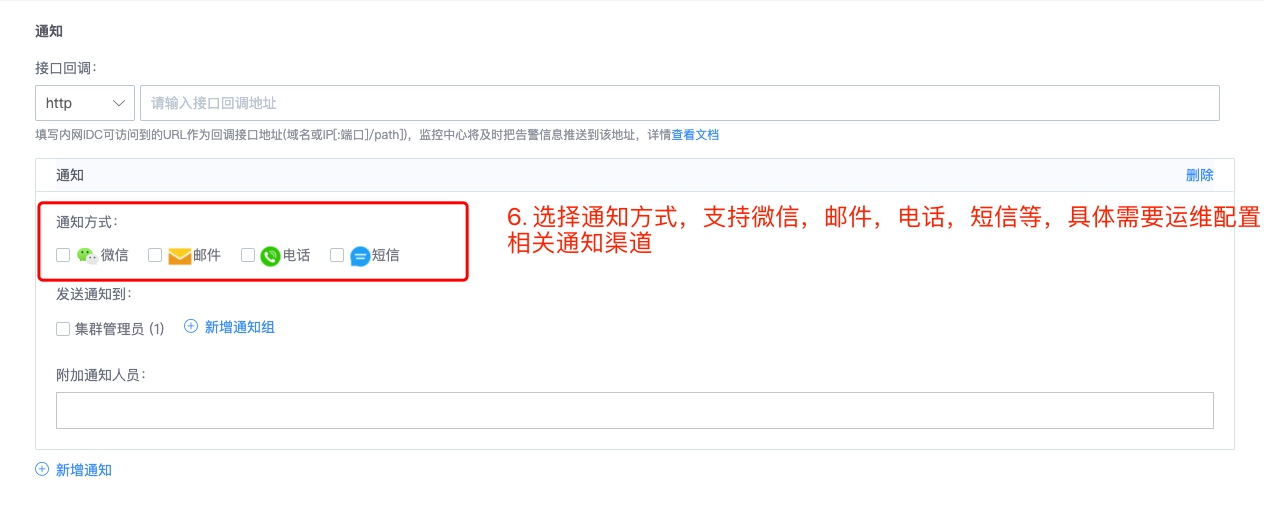 通知
接口回调：
http 请输入接口回调地址
填写内网IDC可访问到的URL作为回调接口地址(域名或IP[:端口]/path])，监控中心将及时把告警信息推送到该地址，详情查看文档
通知 删除
通知方式：
微信 邮件 电话 短信
6. 选择通知方式，支持微信，邮件，电话，短信等，具体需要运维配置
相关通知渠道
发送通知到：
集群管理员 (1) 新增通知组
附加通知人员：
新增通知